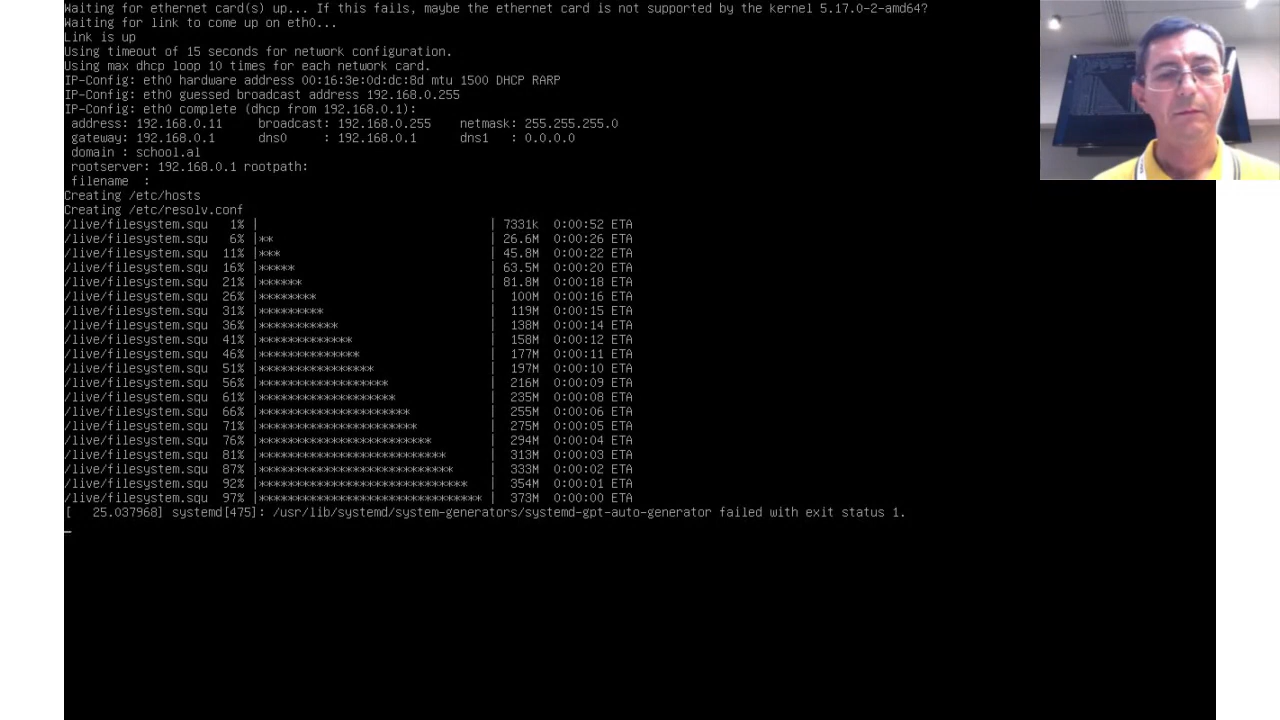 Waiting for ethernet card(s) up... If this fails, maybe the ethernet card is not supported by the kernel 5.17.0-2-amd64?
Waiting for link to come up on eth0...
Link is up
Using timeout of 15 seconds for network configuration.
Using max dhcp loop 10 times for each network card.
IP-Config: eth0 hardware address 00:16:3e:0d:dc:8d mtu 1500 DHCP RARP
IP-Config: eth0 guessed broadcast address 192.168.0.255
IP-Config: eth0 complete (dhcp from 192.168.0.1):
address: 192.168.0.11 broadcast: 192.168.0.255 netmask: 255.255.255.0
gateway: 192.168.0.1 dns0 : 192.168.0.1 dns1 : 0.0.0.0
domain : school.al
rootserver: 192.168.0.1 rootpath:
filename :
Creating /etc/hosts
Creating /etc/resolv.conf
/live/filesystem.squ 1% | | 7331k 0:00:52 ETA
/live/filesystem.squ 6% |** | 26.6M 0:00:26 ETA
/live/filesystem.squ 11% |*** | 45.8M 0:00:22 ETA
/live/filesystem.squ 16% |***** | 63.5M 0:00:20 ETA
/live/filesystem.squ 21% |****** | 81.8M 0:00:18 ETA
/live/filesystem.squ 26% |******** | 100M 0:00:16 ETA
/live/filesystem.squ 31% |********* | 119M 0:00:15 ETA
/live/filesystem.squ 36% |*********** | 138M 0:00:14 ETA
/live/filesystem.squ 41% |************* | 158M 0:00:12 ETA
/live/filesystem.squ 46% |************** | 177M 0:00:11 ETA
/live/filesystem.squ 51% |**************** | 197M 0:00:10 ETA
/live/filesystem.squ 56% |****************** | 216M 0:00:09 ETA
/live/filesystem.squ 61% |******************* | 235M 0:00:08 ETA
/live/filesystem.squ 66% |********************* | 255M 0:00:06 ETA
/live/filesystem.squ 71% |********************** | 275M 0:00:05 ETA
/live/filesystem.squ 76% |************************ | 294M 0:00:04 ETA
/live/filesystem.squ 81% |************************** | 313M 0:00:03 ETA
/live/filesystem.squ 87% |*************************** | 333M 0:00:02 ETA
/live/filesystem.squ 92% |***************************** | 354M 0:00:01 ETA
/live/filesystem.squ 97% |******************************* | 373M 0:00:00 ETA
[ 25.037968] systemd[475]: /usr/lib/systemd/system-generators/systemd-gpt-auto-generator failed with exit status 1.